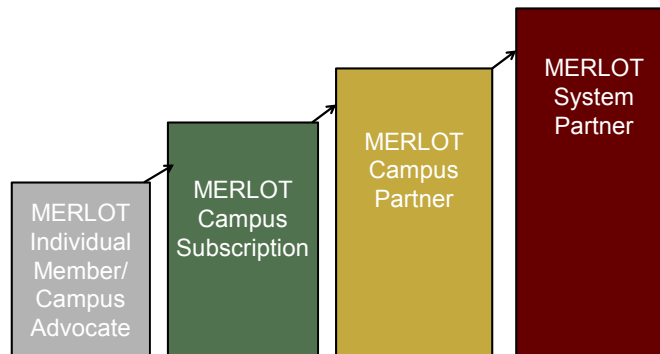 MERLOT
Individual
Member/
Campus
Advocate
MERLOT
Campus
Subscription
MERLOT
Campus
Partner
MERLOT
System
Partner